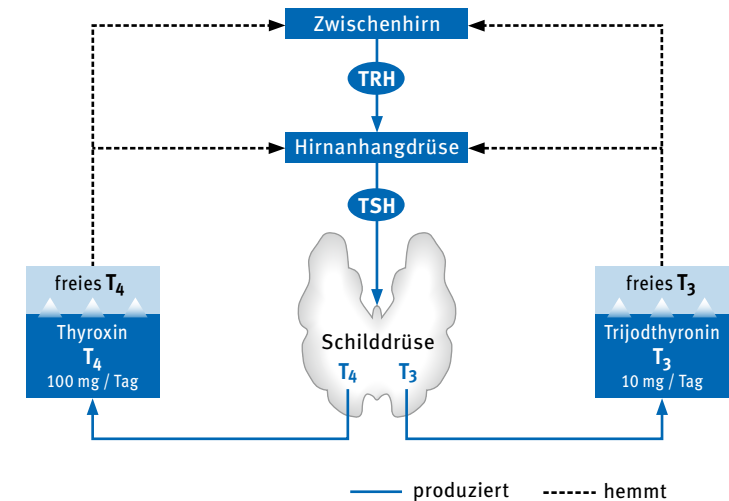 Zwischenhirn
TRH
Hirnanhangdrüse
TSH
freies T₄
Thyroxin
T₄
100 mg / Tag
Schilddrüse
T₄ T₃
freies T₃
Trijodthyronin
T₃
10 mg / Tag
produziert
hemmt